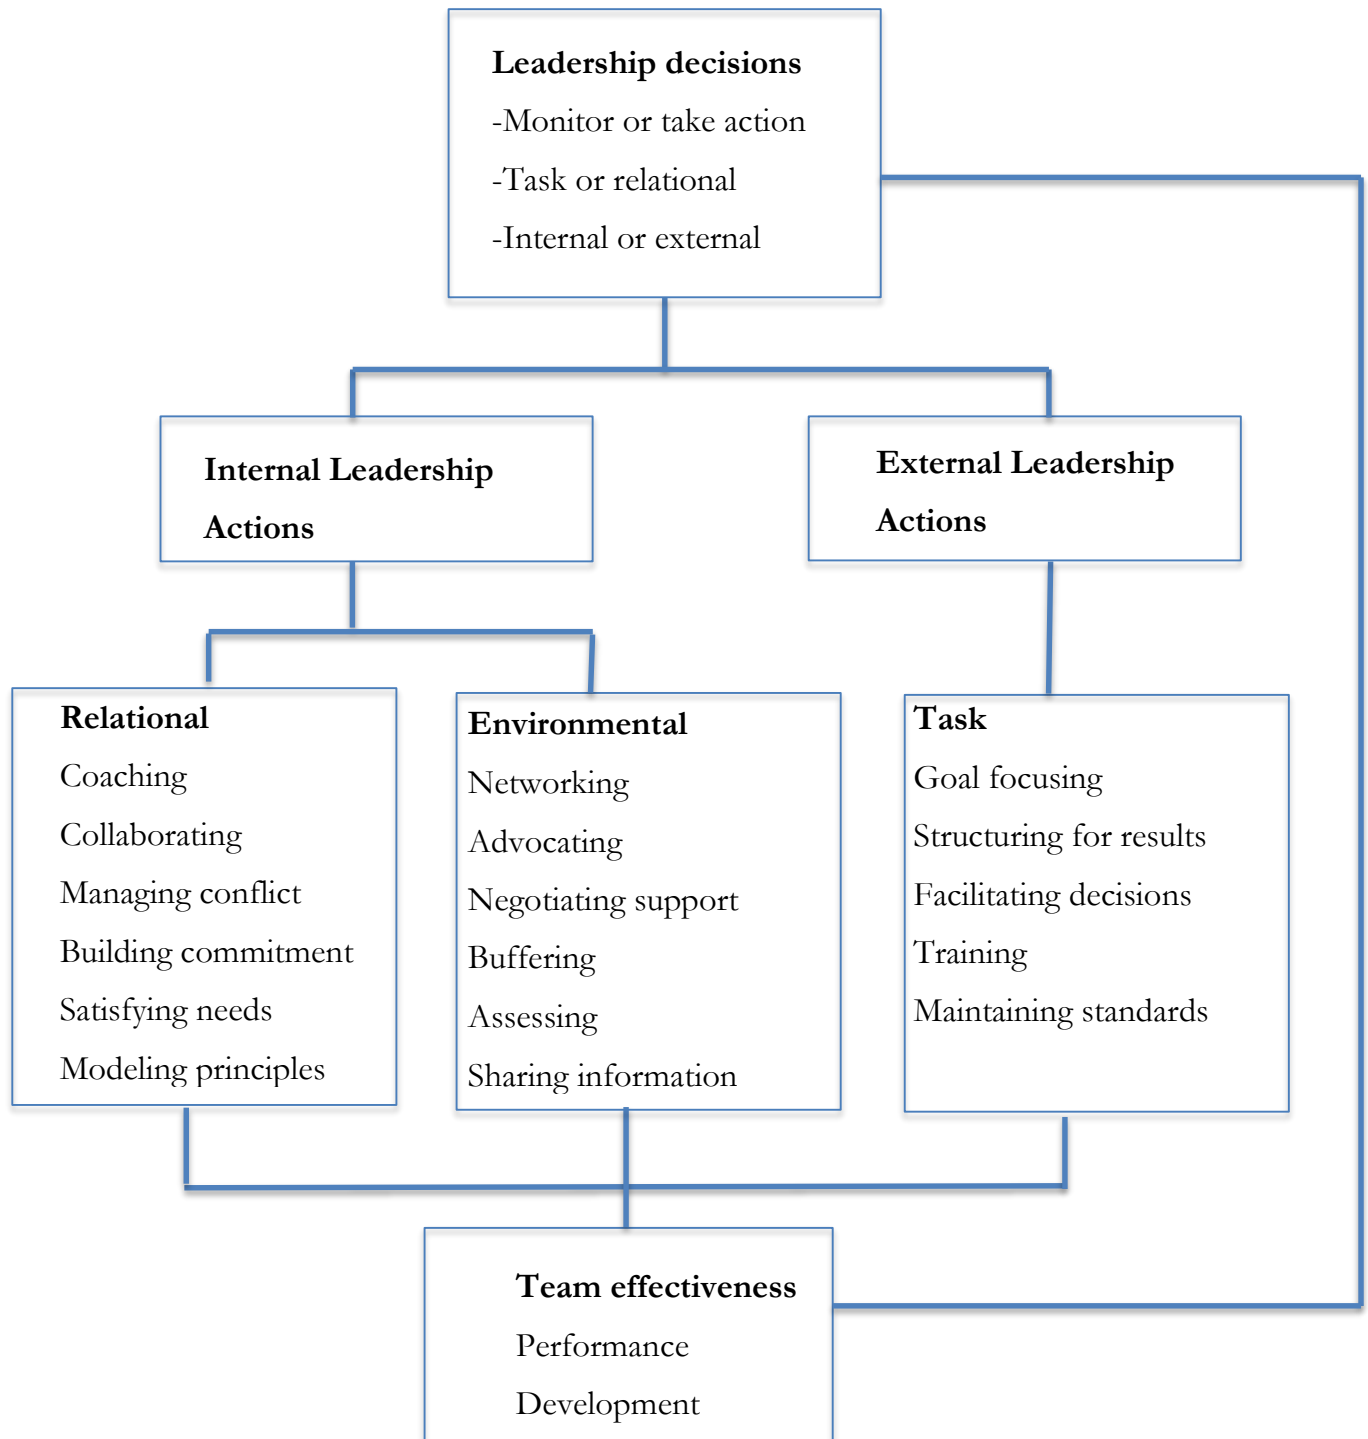 Leadership decisions
-Monitor or take action
-Task or relational
-Internal or external
Internal Leadership
Actions
External Leadership
Actions
Relational
Coaching
Collaborating
Managing conflict
Building commitment
Satisfying needs
Modeling principles
Environmental
Networking
Advocating
Negotiating support
Buffering
Assessing
Sharing information
Task
Goal focusing
Structuring for results
Facilitating decisions
Training
Maintaining standards
Team effectiveness
Performance
Development